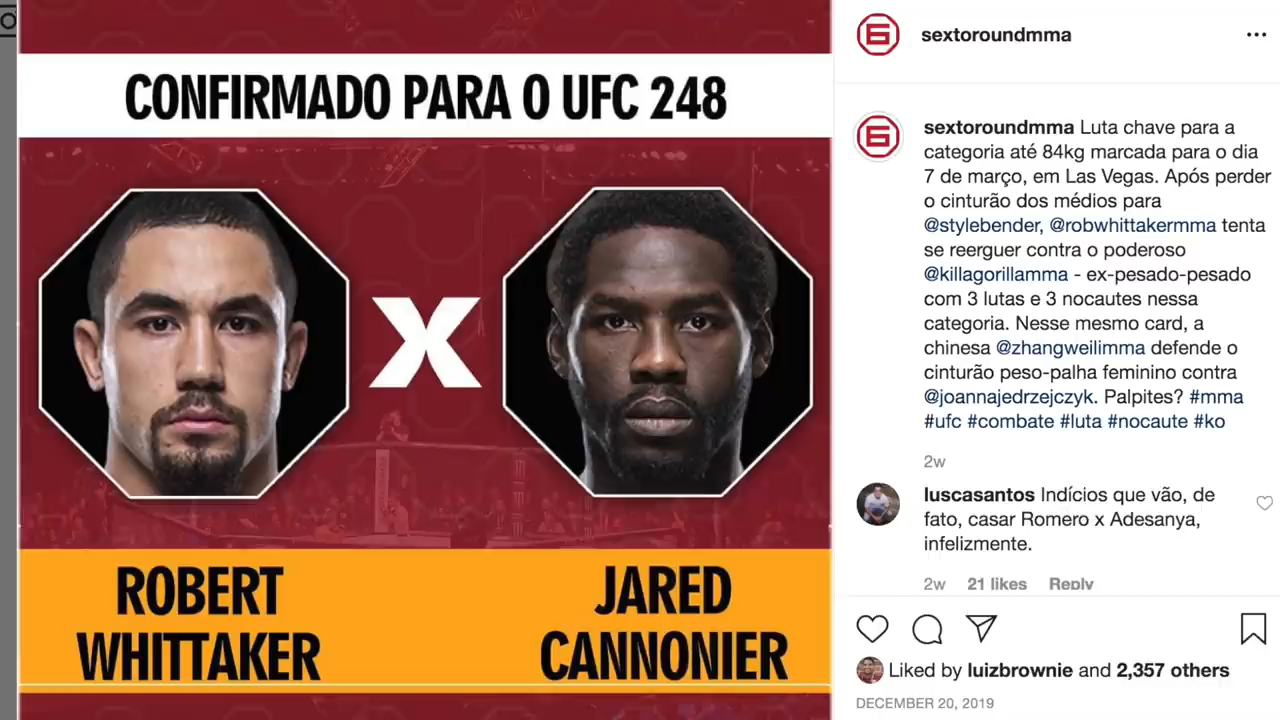 CONFIRMADO PARA O UFC 248
X
ROBERT
WHITTAKER
JARED
CANNONIER
sextoroundmma
sextoroundmma Luta chave para a
categoria até 84kg marcada para o dia
7 de março, em Las Vegas. Após perder
o cinturão dos médios para
@stylebender, @robwhittakermma tenta
se reerguer contra o poderoso
@killagorillamma - ex-pesado-pesado
com 3 lutas e 3 nocautes nessa
categoria. Nesse mesmo card, a
chinesa @zhangweilimma defende o
cinturão peso-palha feminino contra
@joannajedrzejczyk. Palpites? #mma
#ufc #combate #luta #nocaute #ko
2w
luscasantos Indícios que vão, de
fato, casar Romero x Adesanya,
infelizmente.
2w 21 likes Reply
Liked by luizbrownie and 2,357 others
DECEMBER 20, 2019